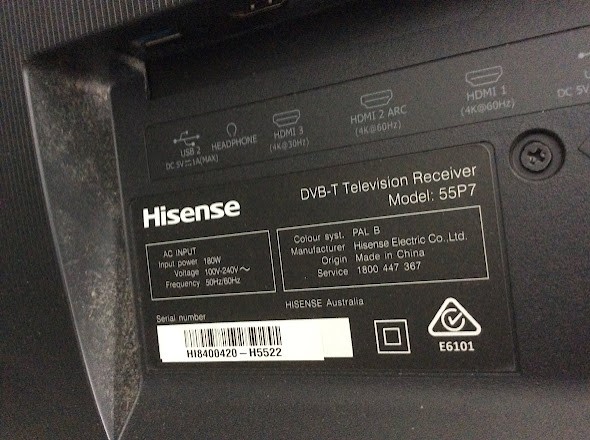 USB 2
DC 5V⎓1A(MAX)
HEADPHONE
HDMI 3
(4K@30Hz)
HDMI 2 ARC
(4K@60Hz)
HDMI 1
(4K@60Hz)
DC 5V
Hisense
DVB-T Television Receiver
Model: 55P7
AC INPUT
Input power 180W
Voltage 100V-240V～
Frequency 50Hz/60Hz
Colour syst. PAL B
Manufacturer Hisense Electric Co.,Ltd.
Origin Made in China
Service 1800 447 367
HISENSE Australia
Serial number
HI8400420-H5522
E6101